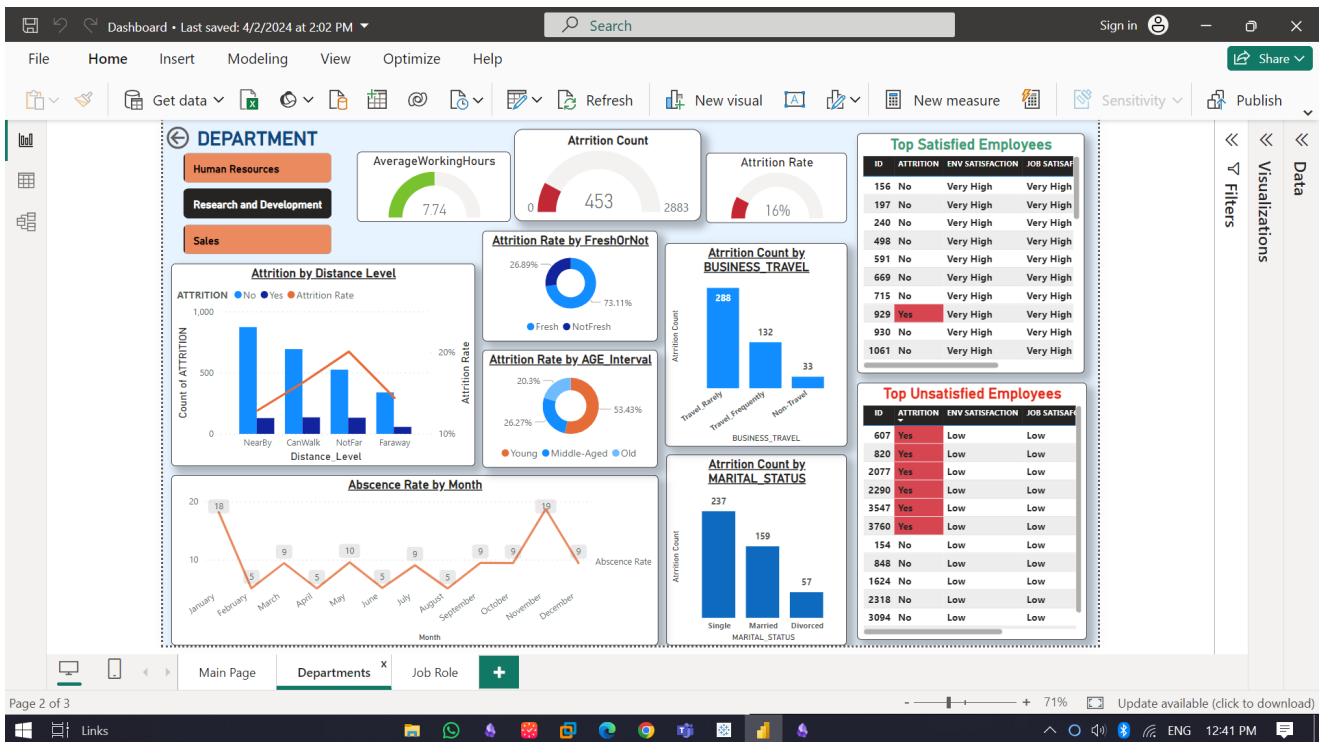 Dashboard • Last saved: 4/2/2024 at 2:02 PM
Search
Sign in
File Home Insert Modeling View Optimize Help
Share
Get data
Refresh
New visual
New measure
Sensitivity
Publish
DEPARTMENT
Human Resources
Research and Development
Sales
AverageWorkingHours
7.74
Atrrition Count
0 453 2883
Attrition Rate
16%
Attrition by Distance Level
ATTRITION No Yes Attrition Rate
Count of ATTRITION
1,000
500
0
20%
10%
Attrition Rate
NearBy CanWalk NotFar Faraway
Distance_Level
Attrition Rate by FreshOrNot
26.89%
73.11%
Fresh NotFresh
Attrition Rate by AGE_Interval
20.3%
53.43%
26.27%
Young Middle-Aged Old
Atrrition Count by
BUSINESS_TRAVEL
Atrrition Count
288
132
33
Travel_Rarely Travel_Frequently Non-Travel
BUSINESS_TRAVEL
Abscence Rate by Month
20
10
18 5 9 5 10 5 9 5 9 9 19 9
Abscence Rate
January February March April May June July August September October November December
Month
Atrrition Count by
MARITAL_STATUS
Atrrition Count
237
159
57
Single Married Divorced
MARITAL_STATUS
Top Satisfied Employees
ID ATTRITION ENV SATISFACTION JOB SATISAF
156 No Very High Very High
197 No Very High Very High
240 No Very High Very High
498 No Very High Very High
591 No Very High Very High
669 No Very High Very High
715 No Very High Very High
929 Yes Very High Very High
930 No Very High Very High
1061 No Very High Very High
Top Unsatisfied Employees
ID ATTRITION ENV SATISFACTION JOB SATISAF
607 Yes Low Low
820 Yes Low Low
2077 Yes Low Low
2290 Yes Low Low
3547 Yes Low Low
3760 Yes Low Low
154 No Low Low
848 No Low Low
1624 No Low Low
2318 No Low Low
3094 No Low Low
Filters
Visualizations
Data
Main Page
Departments x
Job Role
+
Page 2 of 3
- + 71%
Update available (click to download)
Links
ENG 12:41 PM